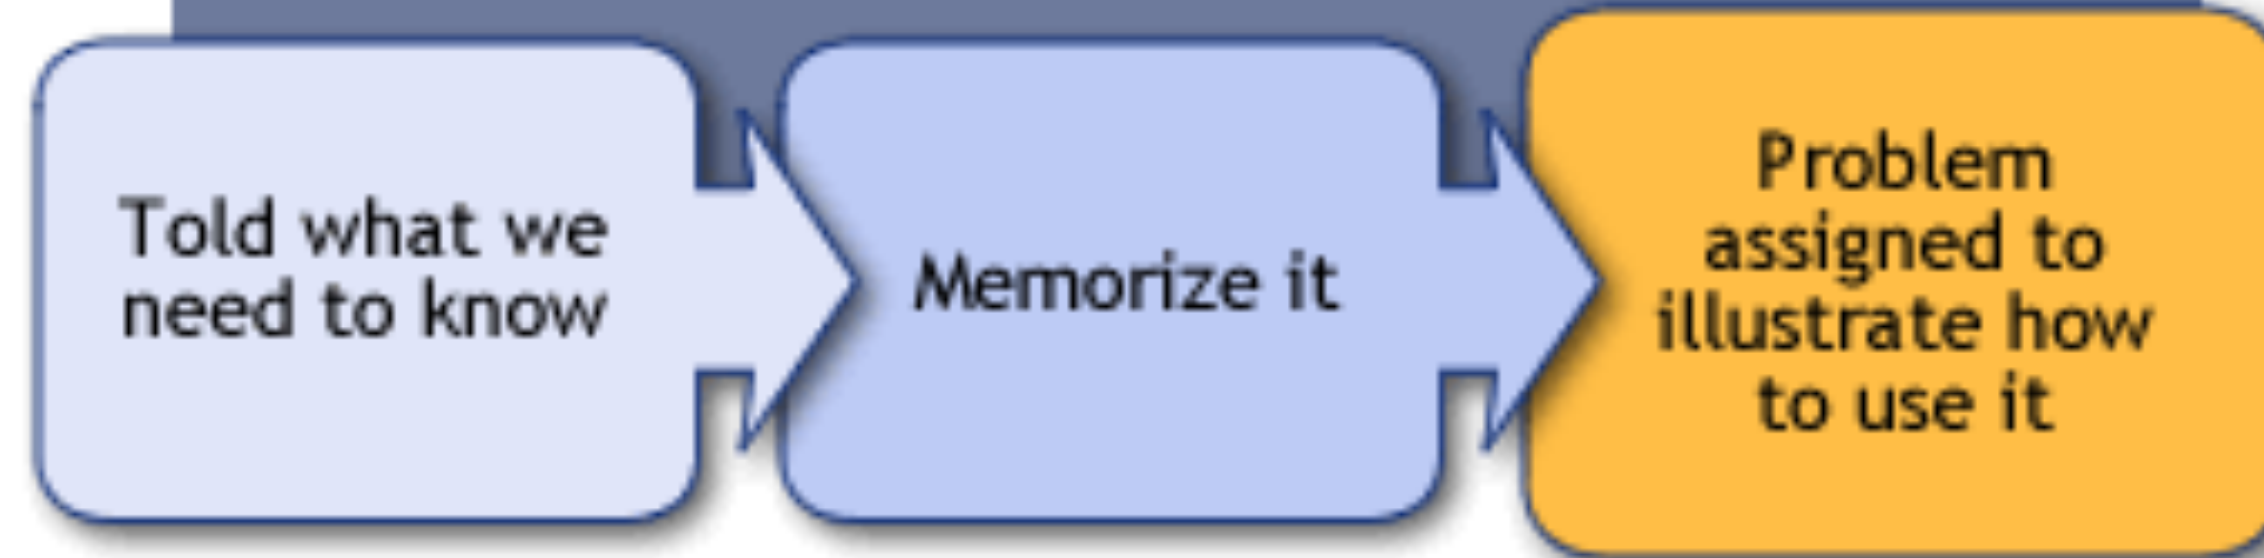 Told what we
need to know
Memorize it
Problem
assigned to
illustrate how
to use it